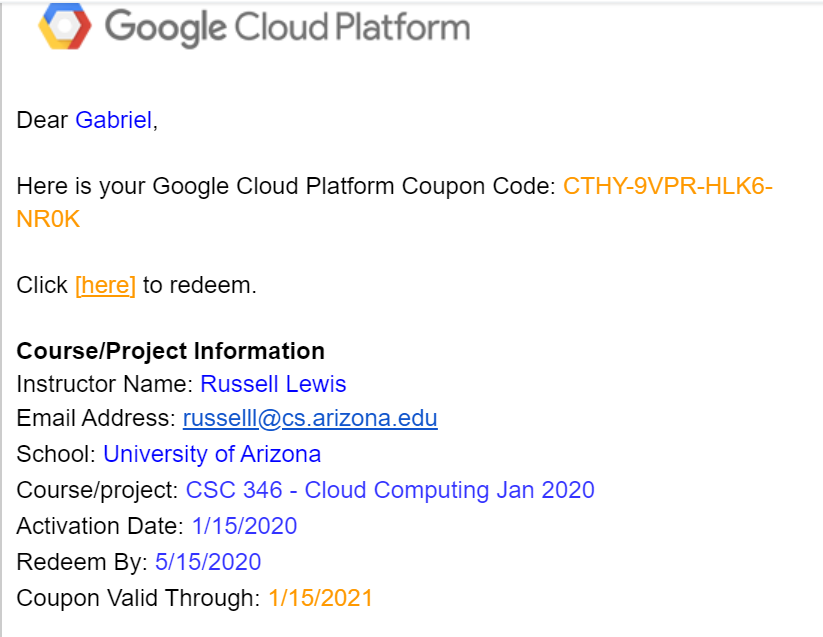 Google Cloud Platform
Dear Gabriel,
Here is your Google Cloud Platform Coupon Code: CTHY-9VPR-HLK6-
NR0K
Click [here] to redeem.
Course/Project Information
Instructor Name: Russell Lewis
Email Address: russelll@cs.arizona.edu
School: University of Arizona
Course/project: CSC 346 - Cloud Computing Jan 2020
Activation Date: 1/15/2020
Redeem By: 5/15/2020
Coupon Valid Through: 1/15/2021